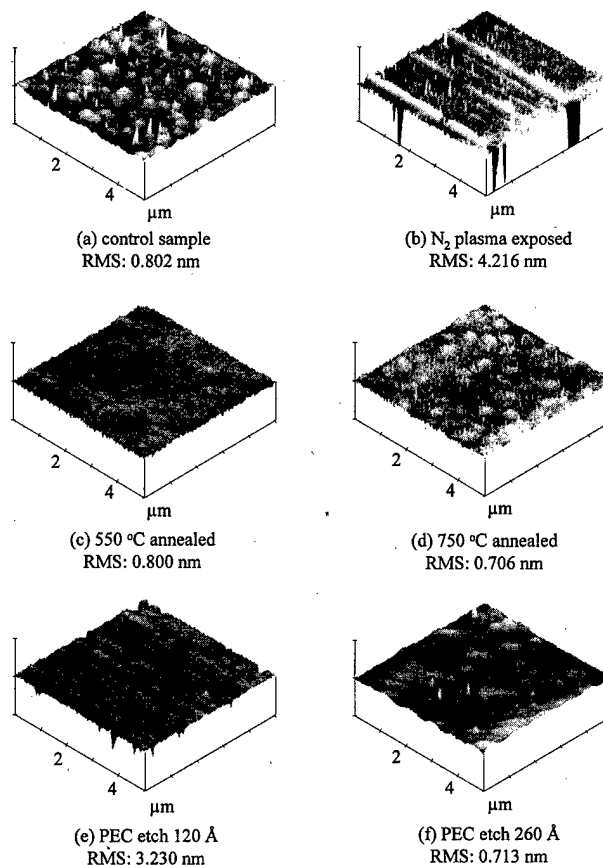 2
4
μm
(a) control sample
RMS: 0.802 nm
2
4
μm
(b) N₂ plasma exposed
RMS: 4.216 nm
2
4
μm
(c) 550 °C annealed
RMS: 0.800 nm
2
4
μm
(d) 750 °C annealed
RMS: 0.706 nm
2
4
μm
(e) PEC etch 120 Å
RMS: 3.230 nm
2
4
μm
(f) PEC etch 260 Å
RMS: 0.713 nm